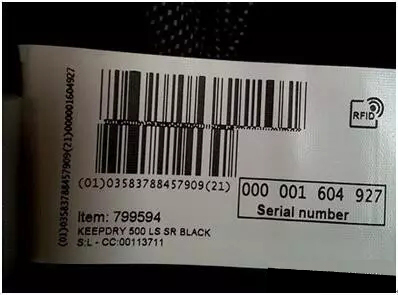 (01)03583788457909(21)000001604927
RFID
(01)03583788457909(21)
000 001 604 927
Serial number
Item: 799594
KEEPDRY 500 LS SR BLACK
S:L - CC:00113711